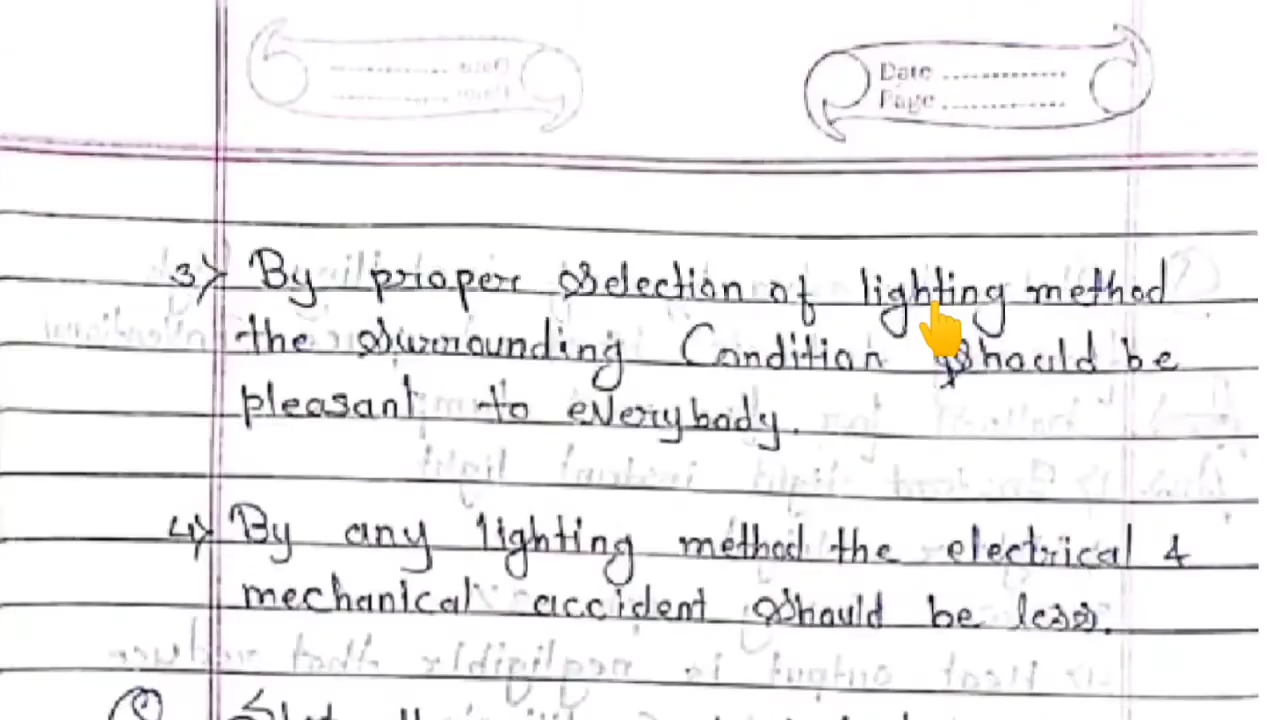 Date ..............
Page ..............
3) By proper selection of lighting method
the surrounding Condition should be
pleasant to everybody.
4) By any lighting method the electrical &
mechanical accident should be less.